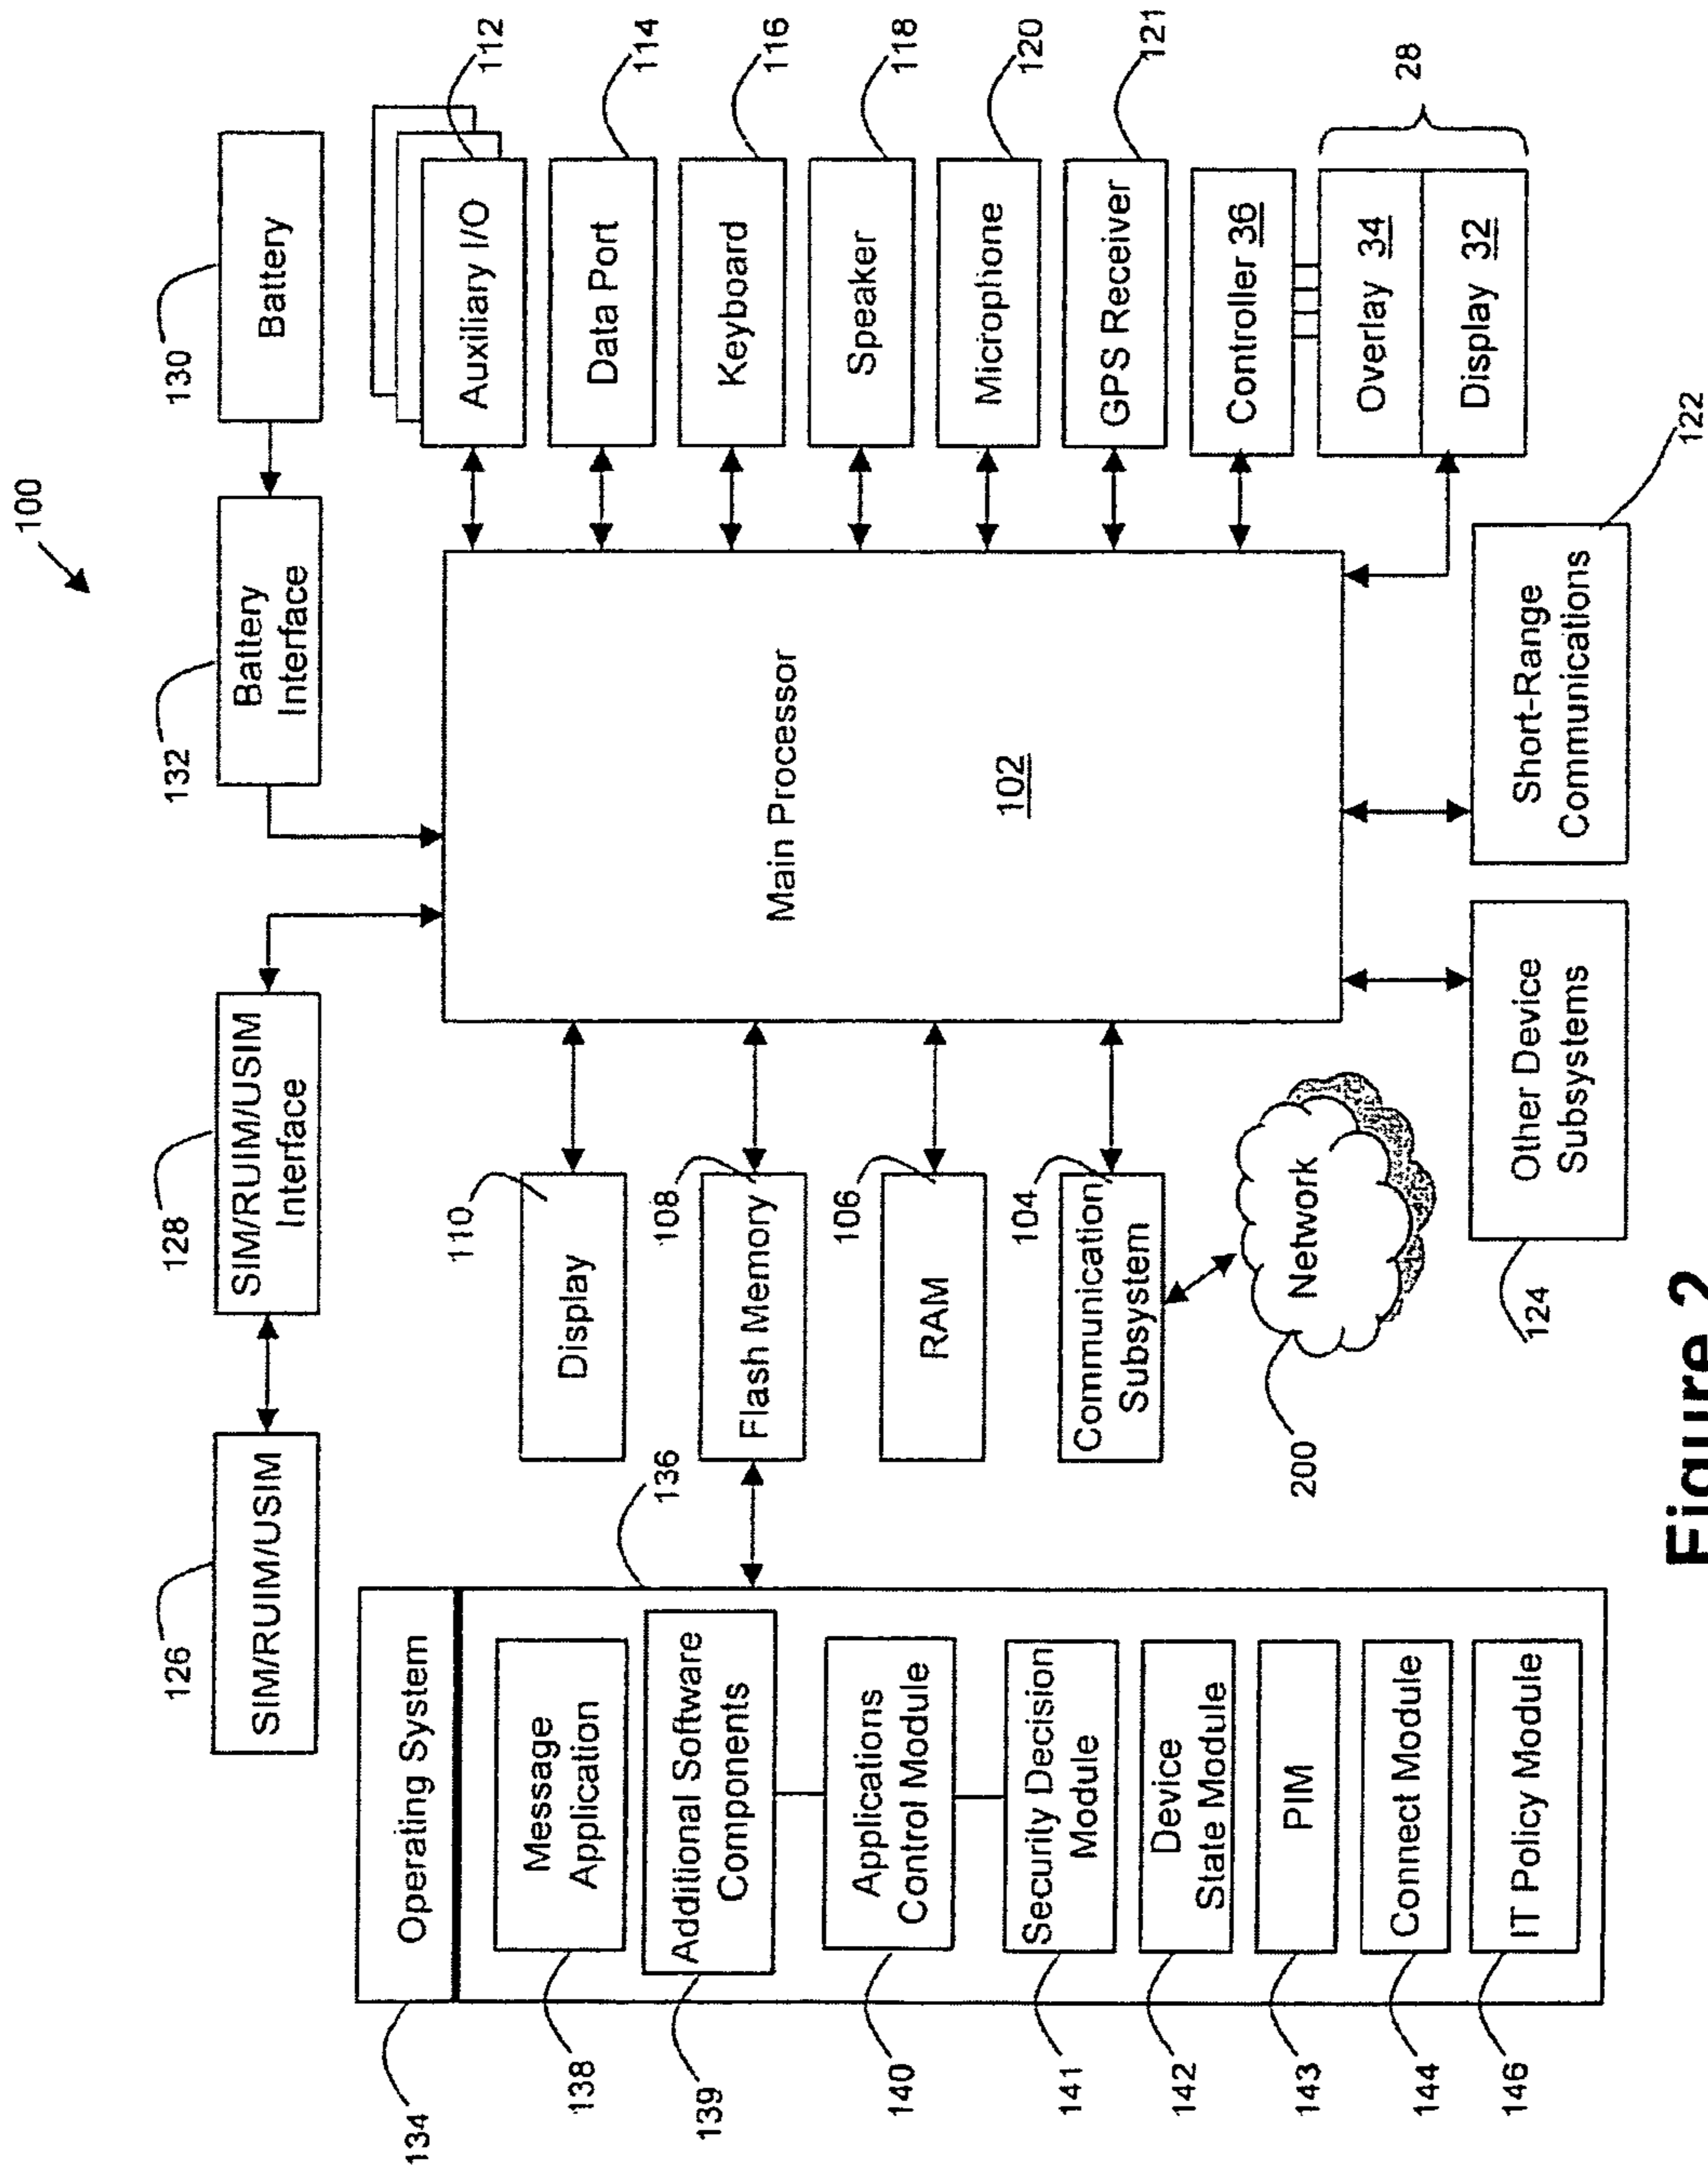 100
126
SIM/RUIM/USIM
128
SIM/RUIM/USIM
Interface
132
Battery
Interface
130
Battery
134
Operating System
136
138
Message
Application
139
Additional Software
Components
140
Applications
Control Module
141
Security Decision
Module
142
Device
State Module
143
PIM
144
Connect Module
146
IT Policy Module
110
Display
108
Flash Memory
106
RAM
104
Communication
Subsystem
200
Network
Main Processor
102
Auxiliary I/O
112
Data Port
114
Keyboard
116
Speaker
118
Microphone
120
GPS Receiver
121
Controller 36
Overlay 34
Display 32
28
124
Other Device
Subsystems
Short-Range
Communications
122
Figure 2